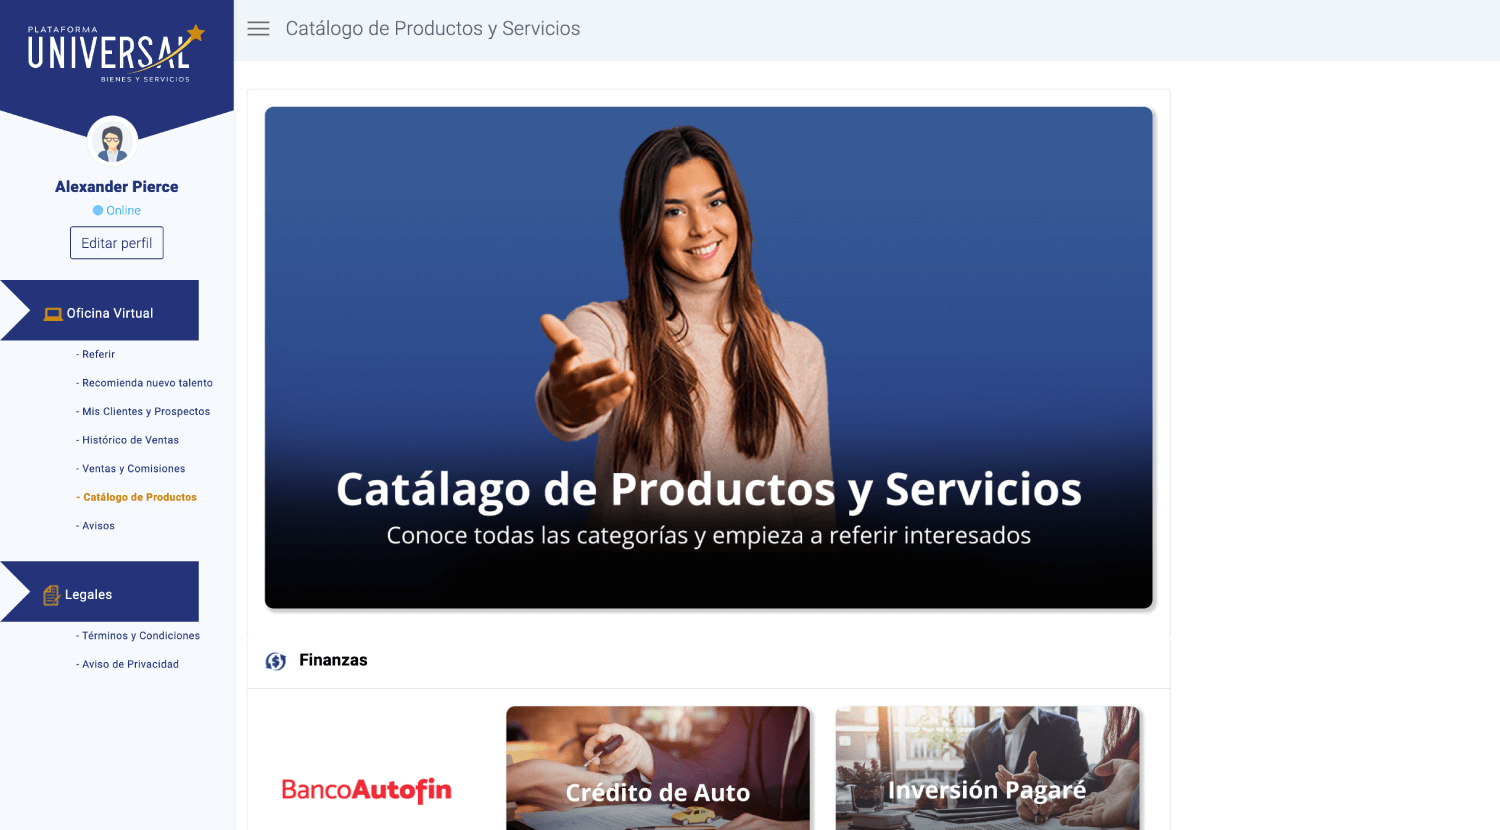 PLATAFORMA
UNIVERSAL
BIENES Y SERVICIOS
Catálogo de Productos y Servicios
Alexander Pierce
Online
Editar perfil
Oficina Virtual
- Referir
- Recomienda nuevo talento
- Mis Clientes y Prospectos
- Histórico de Ventas
- Ventas y Comisiones
- Catálogo de Productos
- Avisos
Legales
- Términos y Condiciones
- Aviso de Privacidad
Catálago de Productos y Servicios
Conoce todas las categorías y empieza a referir interesados
Finanzas
BancoAutofin
Crédito de Auto
Inversión Pagaré